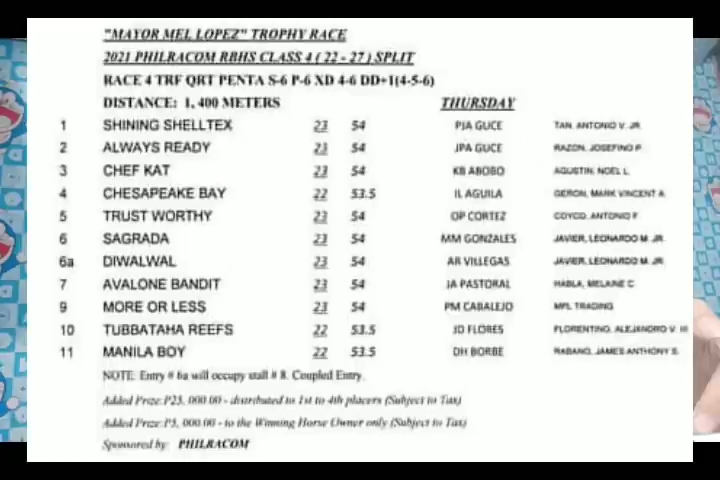 "MAYOR MEL LOPEZ" TROPHY RACE
2021 PHILRACOM RBHS CLASS 4 ( 22 - 27 ) SPLIT
RACE 4 TRF QRT PENTA S-6 P-6 XD 4-6 DD+1(4-5-6)
DISTANCE: 1, 400 METERS THURSDAY
1 SHINING SHELLTEX 23 54 PJA GUCE TAN, ANTONIO V. JR.
2 ALWAYS READY 23 54 JPA GUCE RAZON, JOSEFINO P.
3 CHEF KAT 23 54 KB ABOBO AGUSTIN, NOEL L.
4 CHESAPEAKE BAY 22 53.5 IL AGUILA GERON, MARK VINCENT A.
5 TRUST WORTHY 23 54 OP CORTEZ COYCO, ANTONIO F.
6 SAGRADA 23 54 MM GONZALES JAVIER, LEONARDO M. JR.
6a DIWALWAL 23 54 AR VILLEGAS JAVIER, LEONARDO M. JR.
7 AVALONE BANDIT 23 54 JA PASTORAL HABLA, MELAINE C.
9 MORE OR LESS 23 54 PM CABALEJO MPL TRADING
10 TUBBATAHA REEFS 22 53.5 JD FLORES FLORENTINO, ALEJANDRO V. III
11 MANILA BOY 22 53.5 DH BORBE RABANO, JAMES ANTHONY S.
NOTE: Entry # 6a will occupy stall # 8. Coupled Entry.
Added Prize:P25, 000.00 - distributed to 1st to 4th placers (Subject to Tax)
Added Prize:P5, 000.00 - to the Winning Horse Owner only (Subject to Tax)
Sponsored by: PHILRACOM